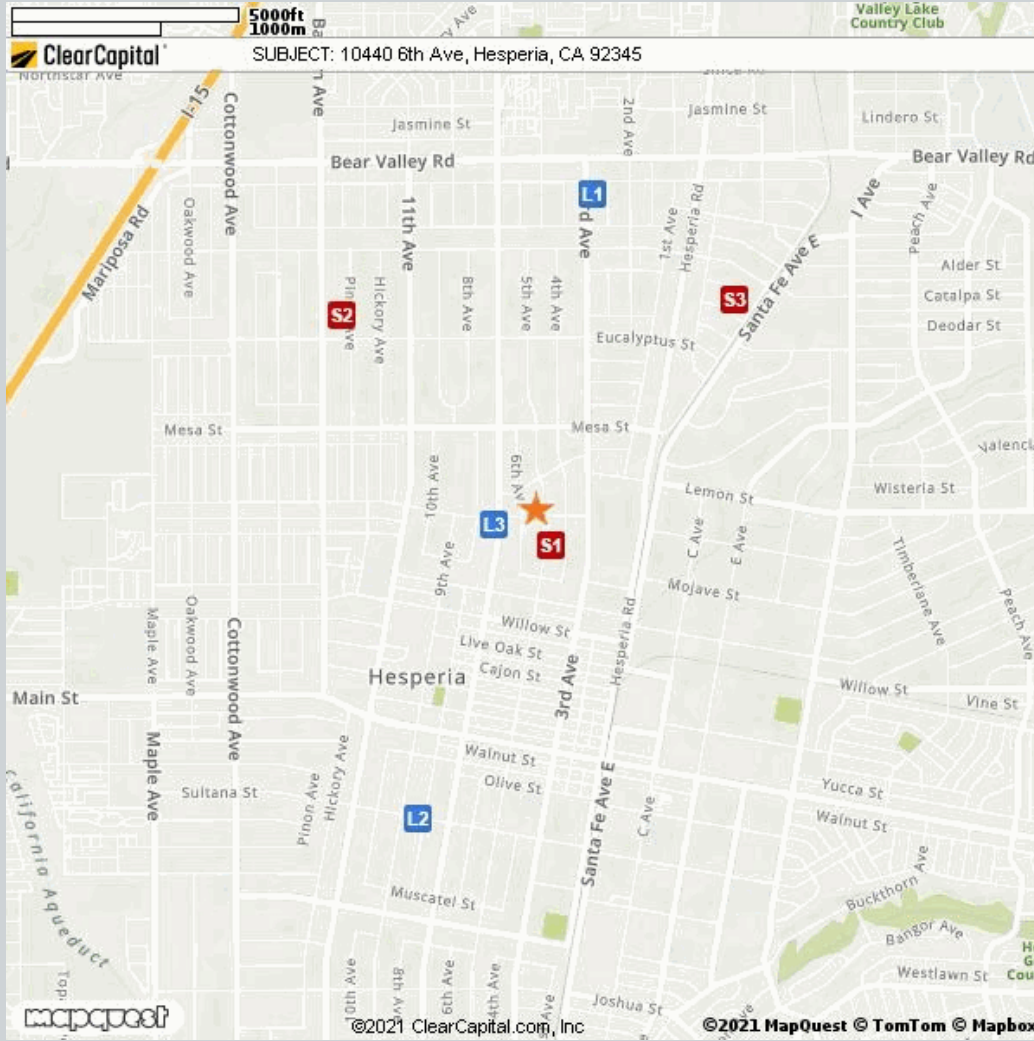 5000ft
1000m
Valley Lake
Country Club
ClearCapital
SUBJECT: 10440 6th Ave, Hesperia, CA 92345
Northstar Ave
I-15
Cottonwood Ave
Ave
Jasmine St
2nd Ave
Jasmine St
Lindero St
Bear Valley Rd
Bear Valley Rd
L1
I Ave
Peach Ave
Mariposa Rd
Oakwood Ave
11th Ave
d Ave
1st Ave
Hesperia Rd
Santa Fe Ave E
Alder St
Catalpa St
Deodar St
S2
Ave
Hickory Ave
8th Ave
5th Ave
4th Ave
S3
Eucalyptus St
Mesa St
Mesa St
10th Ave
6th Av
Lemon St
Wisteria St
L3
S1
9th Ave
C Ave
E Ave
Timberlane Ave
Peach Ave
Mojave St
Maple Ave
Oakwood Ave
Cottonwood Ave
Willow St
Live Oak St
Cajon St
3rd Ave
Hesperia Rd
Hesperia
Main St
Willow St
Vine St
Maple Ave
Sultana St
Pinon Ave
Hickory Ave
Walnut St
Olive St
L2
Santa Fe Ave E
C Ave
Yucca St
Walnut St
California Aqueduct
Muscatel St
Buckthorn Ave
Bangor Ave
Westlawn St
10th Ave
8th Ave
6th Ave
4th Ave
Joshua St
mapquest
©2021 ClearCapital.com, Inc
©2021 MapQuest © TomTom © Mapbox